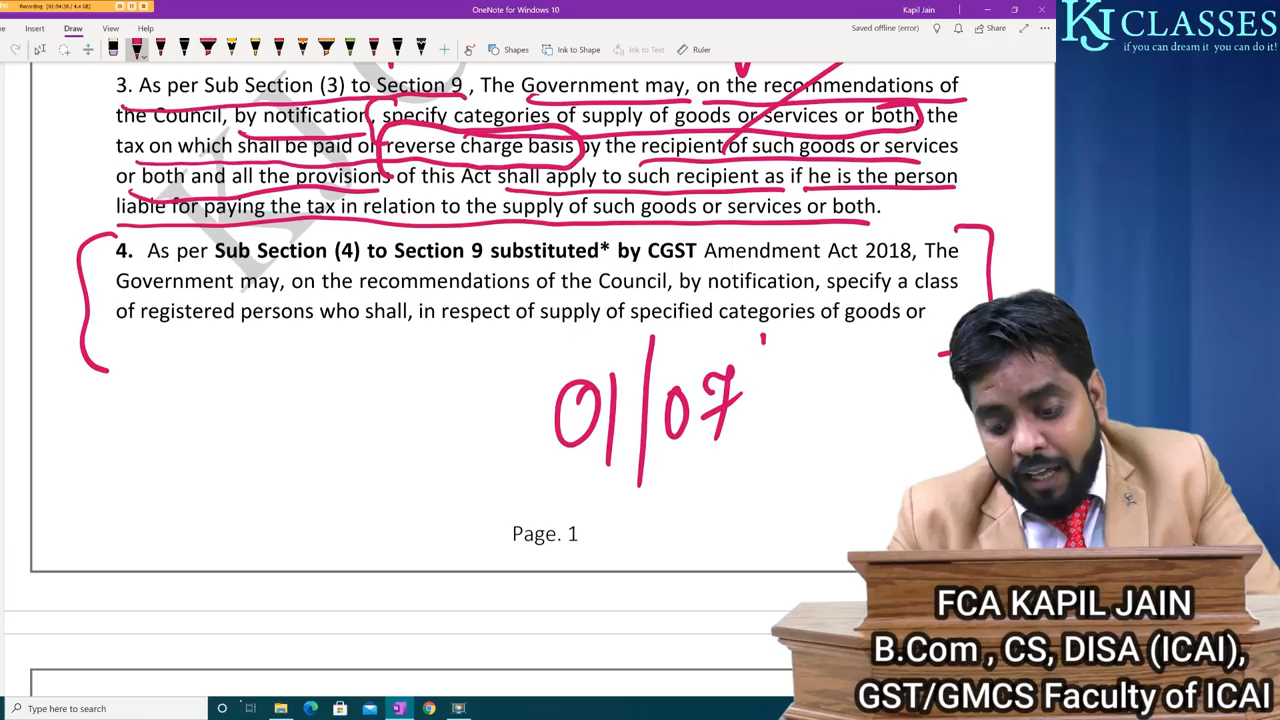 Recording [01:54:38 / 4.4 GB]
OneNote for Windows 10
Kapil Jain
Insert Draw View Help
Saved offline (error)
Share
Shapes Ink to Shape Ink to Text Ruler
KJ CLASSES
if you can dream it you can do it!
3. As per Sub Section (3) to Section 9 , The Government may, on the recommendations of
the Council, by notification, specify categories of supply of goods or services or both, the
tax on which shall be paid on reverse charge basis by the recipient of such goods or services
or both and all the provisions of this Act shall apply to such recipient as if he is the person
liable for paying the tax in relation to the supply of such goods or services or both.
4. As per Sub Section (4) to Section 9 substituted* by CGST Amendment Act 2018, The
Government may, on the recommendations of the Council, by notification, specify a class
of registered persons who shall, in respect of supply of specified categories of goods or
01/07
Page. 1
FCA KAPIL JAIN
B.Com , CS, DISA (ICAI),
GST/GMCS Faculty of ICAI
Type here to search